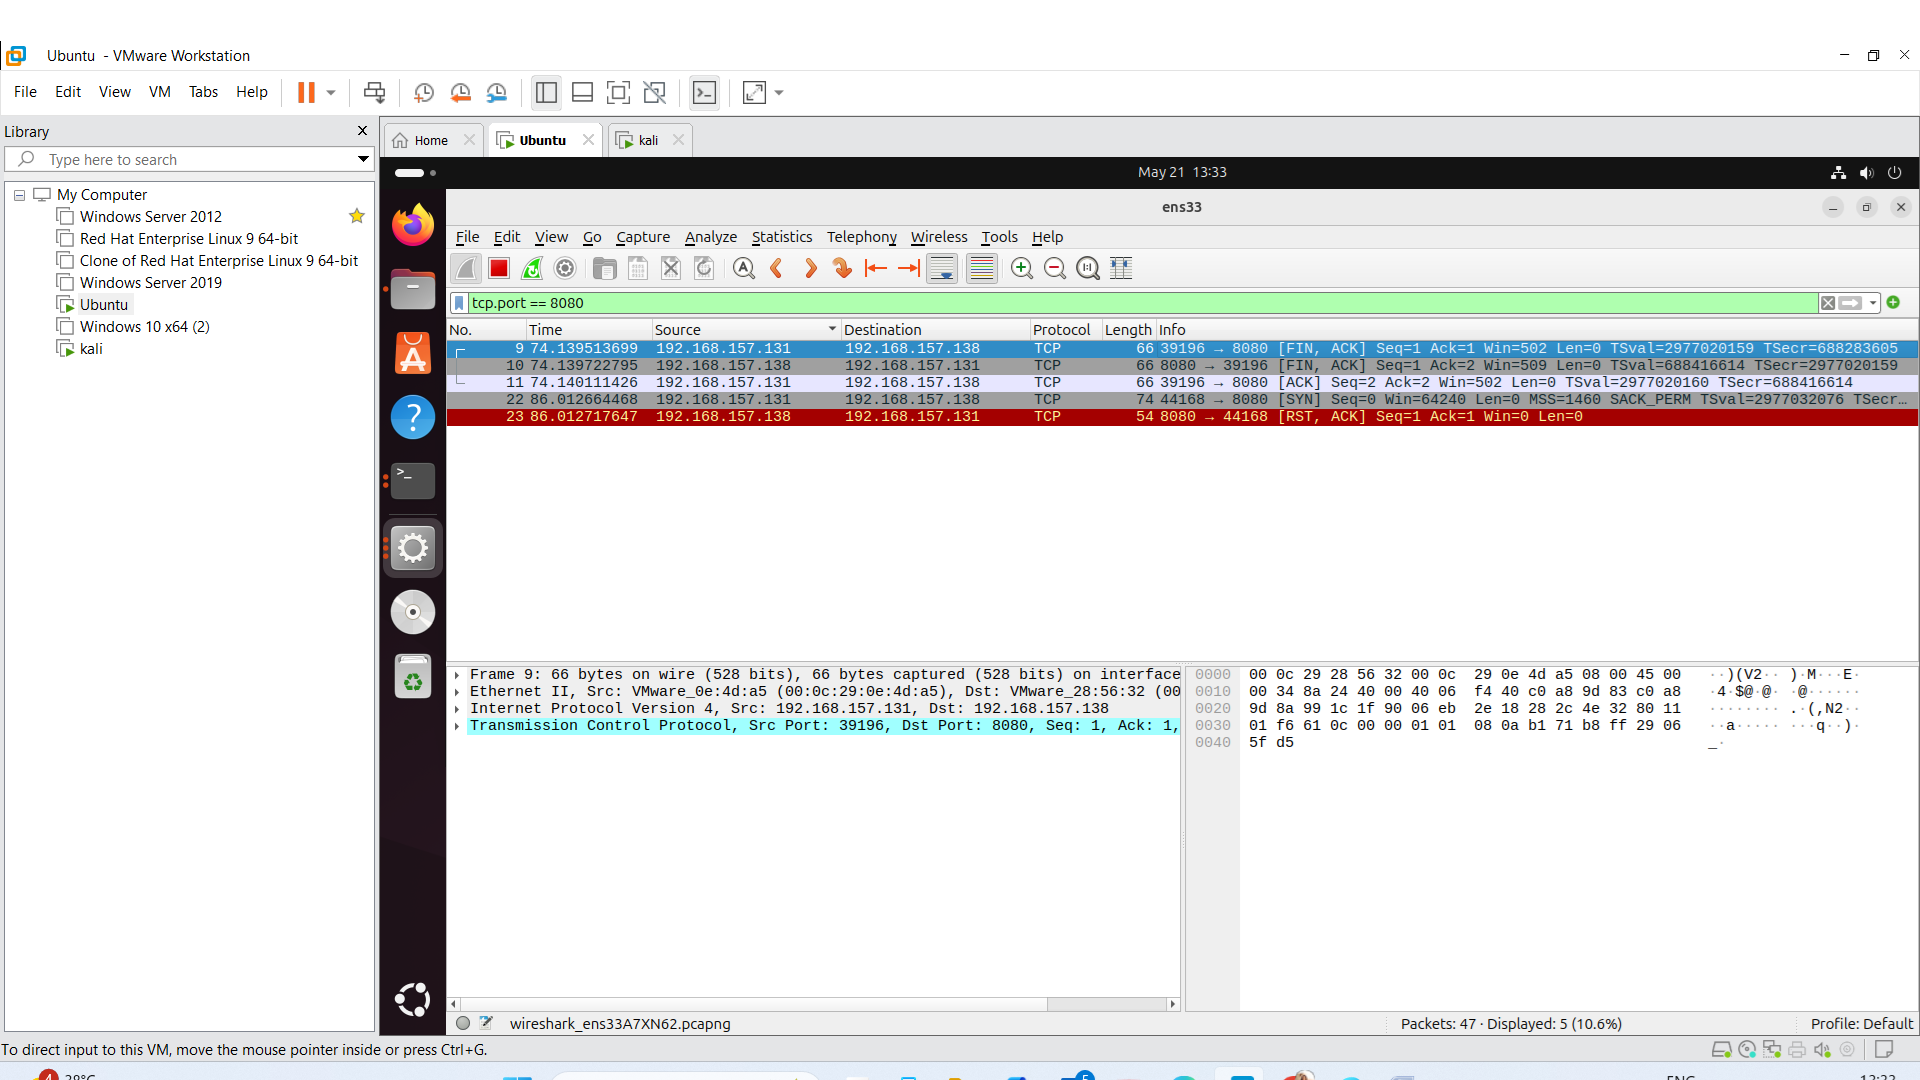 Ubuntu - VMware Workstation
File Edit View VM Tabs Help
Library
Type here to search
My Computer
Windows Server 2012
Red Hat Enterprise Linux 9 64-bit
Clone of Red Hat Enterprise Linux 9 64-bit
Windows Server 2019
Ubuntu
Windows 10 x64 (2)
kali
Home Ubuntu kali
May 21 13:33
ens33
File Edit View Go Capture Analyze Statistics Telephony Wireless Tools Help
tcp.port == 8080
No. Time Source Destination Protocol Length Info
9 74.139513699 192.168.157.131 192.168.157.138 TCP 66 39196 → 8080 [FIN, ACK] Seq=1 Ack=1 Win=502 Len=0 TSval=2977020159 TSecr=688283605
10 74.139722795 192.168.157.138 192.168.157.131 TCP 66 8080 → 39196 [FIN, ACK] Seq=1 Ack=2 Win=509 Len=0 TSval=688416614 TSecr=2977020159
11 74.140111426 192.168.157.131 192.168.157.138 TCP 66 39196 → 8080 [ACK] Seq=2 Ack=2 Win=502 Len=0 TSval=2977020160 TSecr=688416614
22 86.012664468 192.168.157.131 192.168.157.138 TCP 74 44168 → 8080 [SYN] Seq=0 Win=64240 Len=0 MSS=1460 SACK_PERM TSval=2977032076 TSecr…
23 86.012717647 192.168.157.138 192.168.157.131 TCP 54 8080 → 44168 [RST, ACK] Seq=1 Ack=1 Win=0 Len=0
Frame 9: 66 bytes on wire (528 bits), 66 bytes captured (528 bits) on interface
Ethernet II, Src: VMware_0e:4d:a5 (00:0c:29:0e:4d:a5), Dst: VMware_28:56:32 (00
Internet Protocol Version 4, Src: 192.168.157.131, Dst: 192.168.157.138
Transmission Control Protocol, Src Port: 39196, Dst Port: 8080, Seq: 1, Ack: 1,
0000 00 0c 29 28 56 32 00 0c 29 0e 4d a5 08 00 45 00 ··)(V2·· )·M···E·
0010 00 34 8a 24 40 00 40 06 f4 40 c0 a8 9d 83 c0 a8 ·4·$@·@· ·@······
0020 9d 8a 99 1c 1f 90 06 eb 2e 18 28 2c 4e 32 80 11 ········ .·(,N2··
0030 01 f6 61 0c 00 00 01 01 08 0a b1 71 b8 ff 29 06 ··a····· ···q··)·
0040 5f d5 _·
wireshark_ens33A7XN62.pcapng
Packets: 47 · Displayed: 5 (10.6%)
Profile: Default
To direct input to this VM, move the mouse pointer inside or press Ctrl+G.
4
5